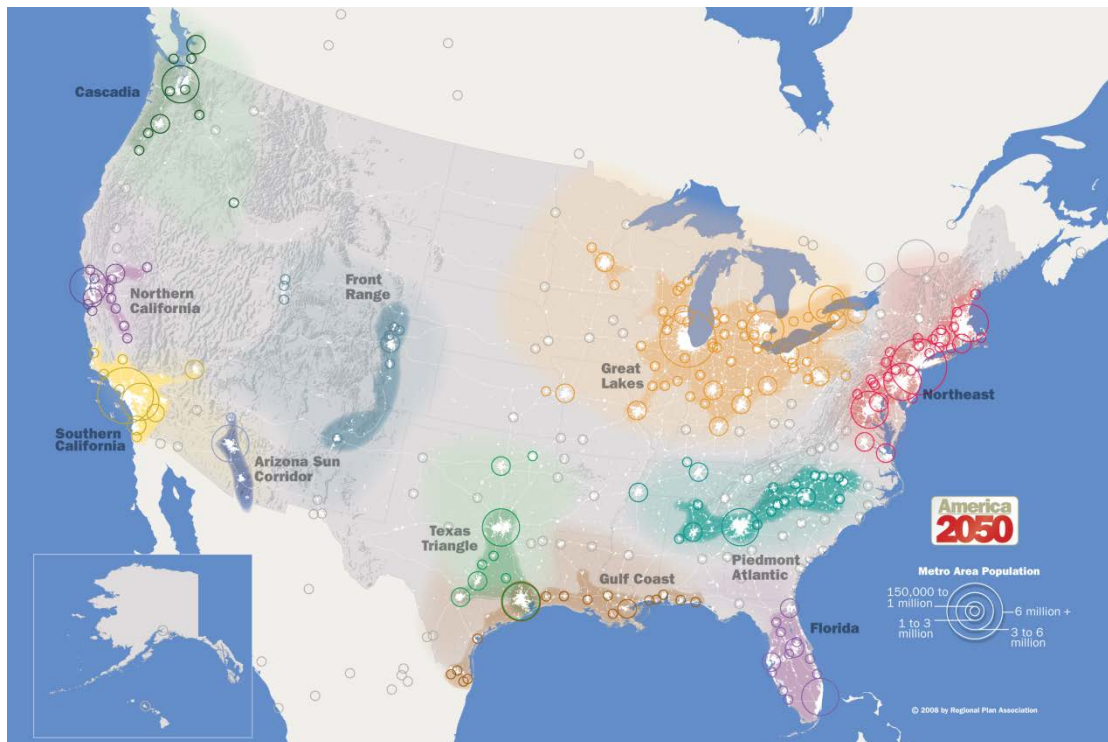 Cascadia
Northern
California
Southern
California
Arizona Sun
Corridor
Front
Range
Texas
Triangle
Gulf Coast
Great
Lakes
Piedmont
Atlantic
Florida
Northeast
America
2050
Metro Area Population
150,000 to
1 million
1 to 3
million
6 million +
3 to 6
million
© 2008 by Regional Plan Association